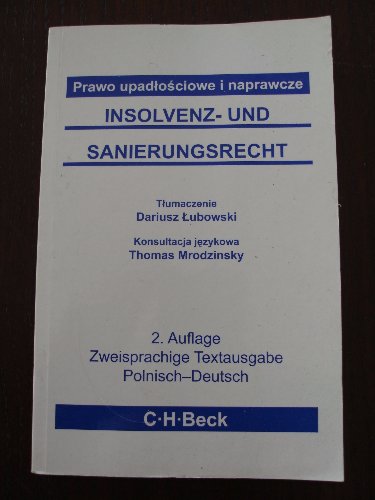 Prawo upadłościowe i naprawcze
INSOLVENZ- UND
SANIERUNGSRECHT
Tłumaczenie
Dariusz Łubowski
Konsultacja językowa
Thomas Mrodzinsky
2. Auflage
Zweisprachige Textausgabe
Polnisch–Deutsch
C·H·Beck